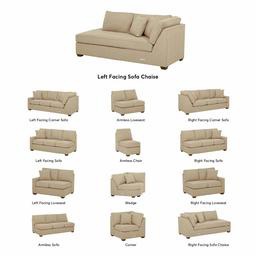 Left Facing Sofa Chaise
Left Facing Corner Sofa
Armless Loveseat
Right Facing Corner Sofa
Left Facing Sofa
Armless Chair
Right Facing Sofa
Left Facing Loveseat
Wedge
Right Facing Loveseat
Armless Sofa
Corner
Right Facing Sofa Chaise